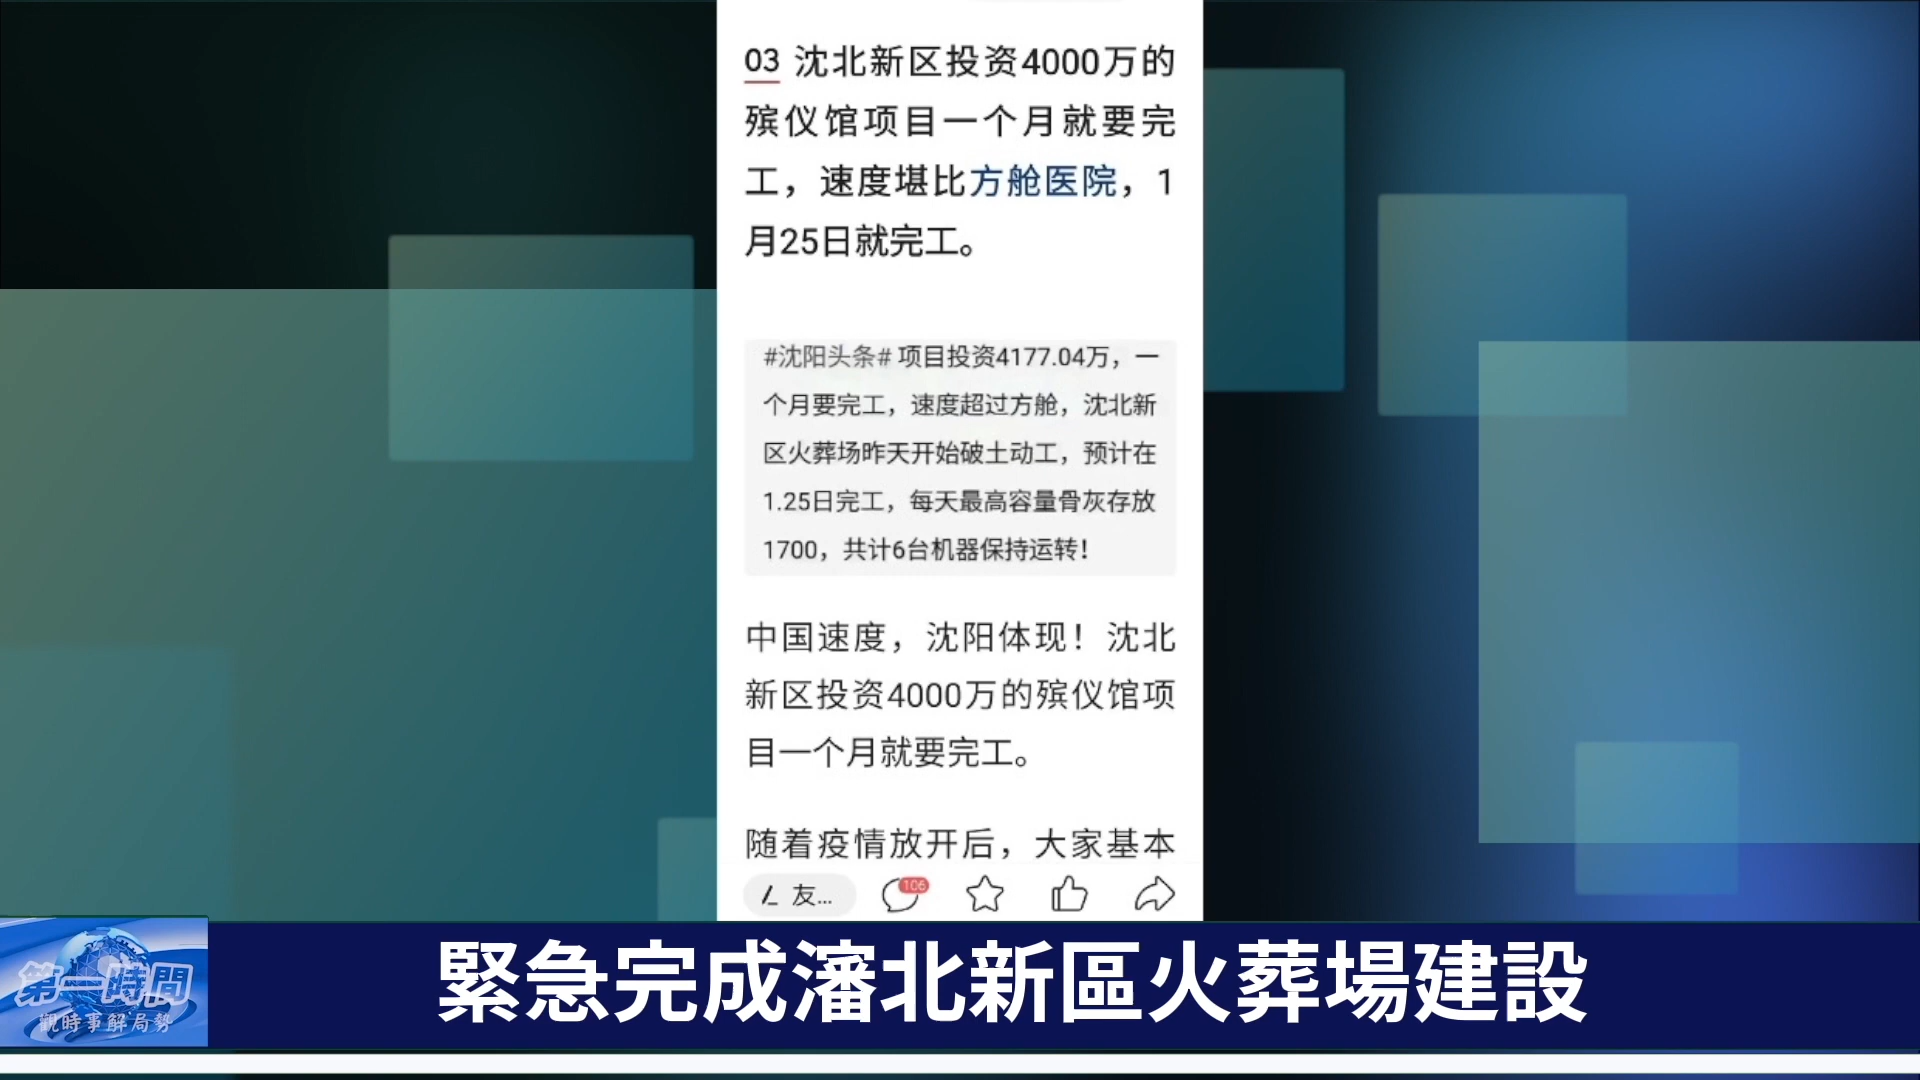 03 沈北新区投资4000万的
殡仪馆项目一个月就要完
工，速度堪比方舱医院，1
月25日就完工。
#沈阳头条# 项目投资4177.04万，一
个月要完工，速度超过方舱，沈北新
区火葬场昨天开始破土动工，预计在
1.25日完工，每天最高容量骨灰存放
1700，共计6台机器保持运转！
中国速度，沈阳体现！沈北
新区投资4000万的殡仪馆项
目一个月就要完工。
随着疫情放开后，大家基本
友...
106
緊急完成瀋北新區火葬場建設
第一時間
觀時事解局勢